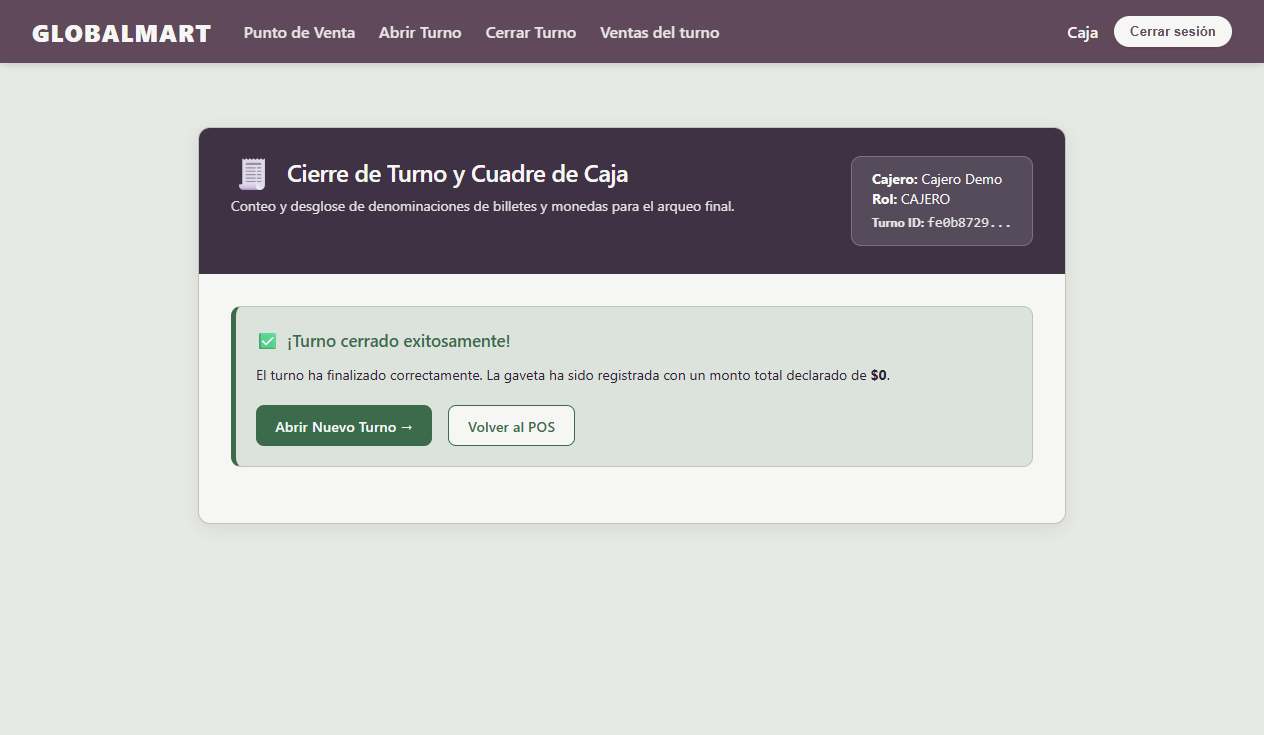 GLOBALMART
Punto de Venta
Abrir Turno
Cerrar Turno
Ventas del turno
Caja
Cerrar sesión
Cierre de Turno y Cuadre de Caja
Conteo y desglose de denominaciones de billetes y monedas para el arqueo final.
Cajero: Cajero Demo
Rol: CAJERO
Turno ID: fe0b8729...
¡Turno cerrado exitosamente!
El turno ha finalizado correctamente. La gaveta ha sido registrada con un monto total declarado de $0.
Abrir Nuevo Turno →
Volver al POS